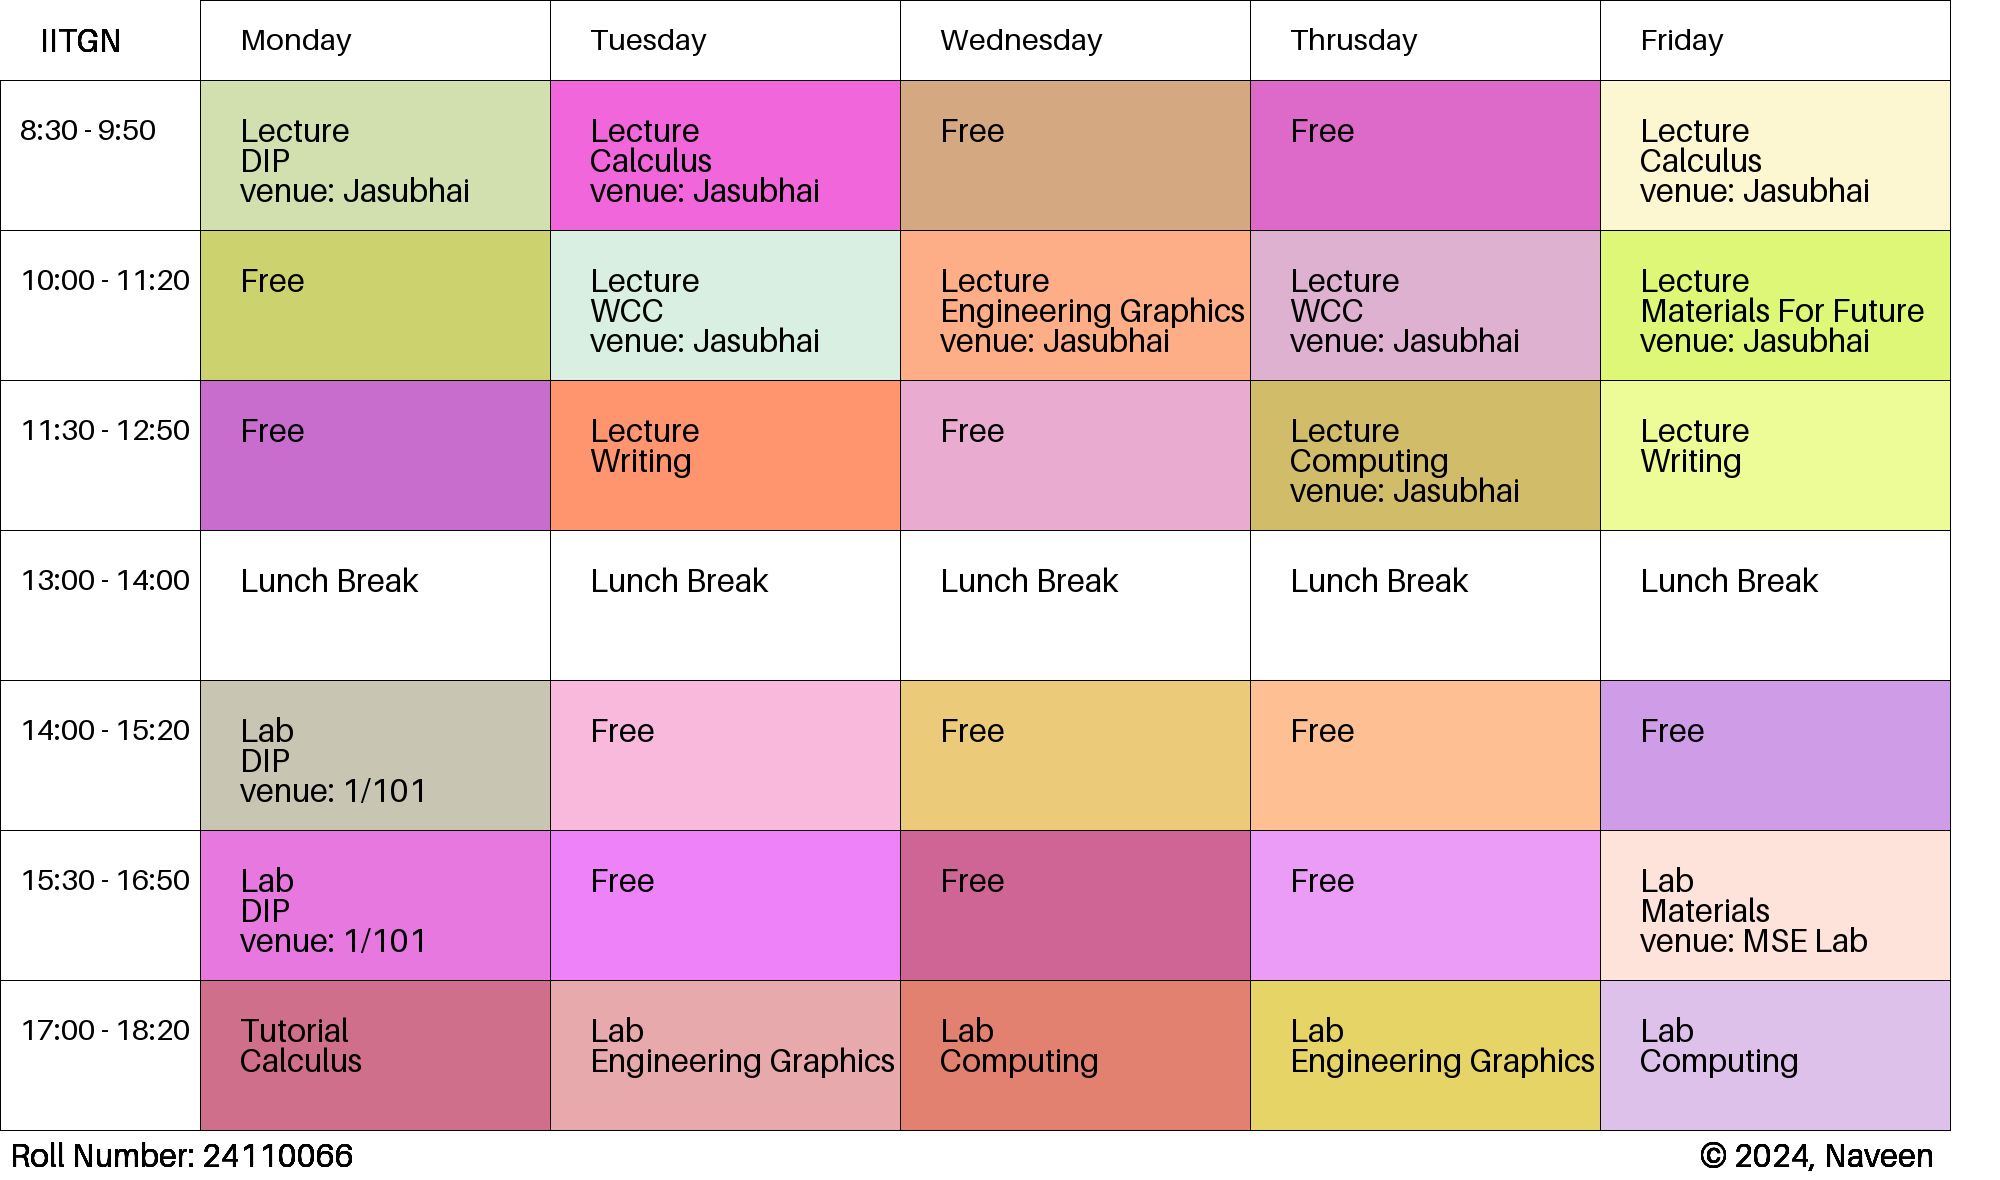 IITGN
Monday
Tuesday
Wednesday
Thrusday
Friday
8:30 - 9:50
Lecture
DIP
venue: Jasubhai
Lecture
Calculus
venue: Jasubhai
Free
Free
Lecture
Calculus
venue: Jasubhai
10:00 - 11:20
Free
Lecture
WCC
venue: Jasubhai
Lecture
Engineering Graphics
venue: Jasubhai
Lecture
WCC
venue: Jasubhai
Lecture
Materials For Future
venue: Jasubhai
11:30 - 12:50
Free
Lecture
Writing
Free
Lecture
Computing
venue: Jasubhai
Lecture
Writing
13:00 - 14:00
Lunch Break
Lunch Break
Lunch Break
Lunch Break
Lunch Break
14:00 - 15:20
Lab
DIP
venue: 1/101
Free
Free
Free
Free
15:30 - 16:50
Lab
DIP
venue: 1/101
Free
Free
Free
Lab
Materials
venue: MSE Lab
17:00 - 18:20
Tutorial
Calculus
Lab
Engineering Graphics
Lab
Computing
Lab
Engineering Graphics
Lab
Computing
Roll Number: 24110066
© 2024, Naveen